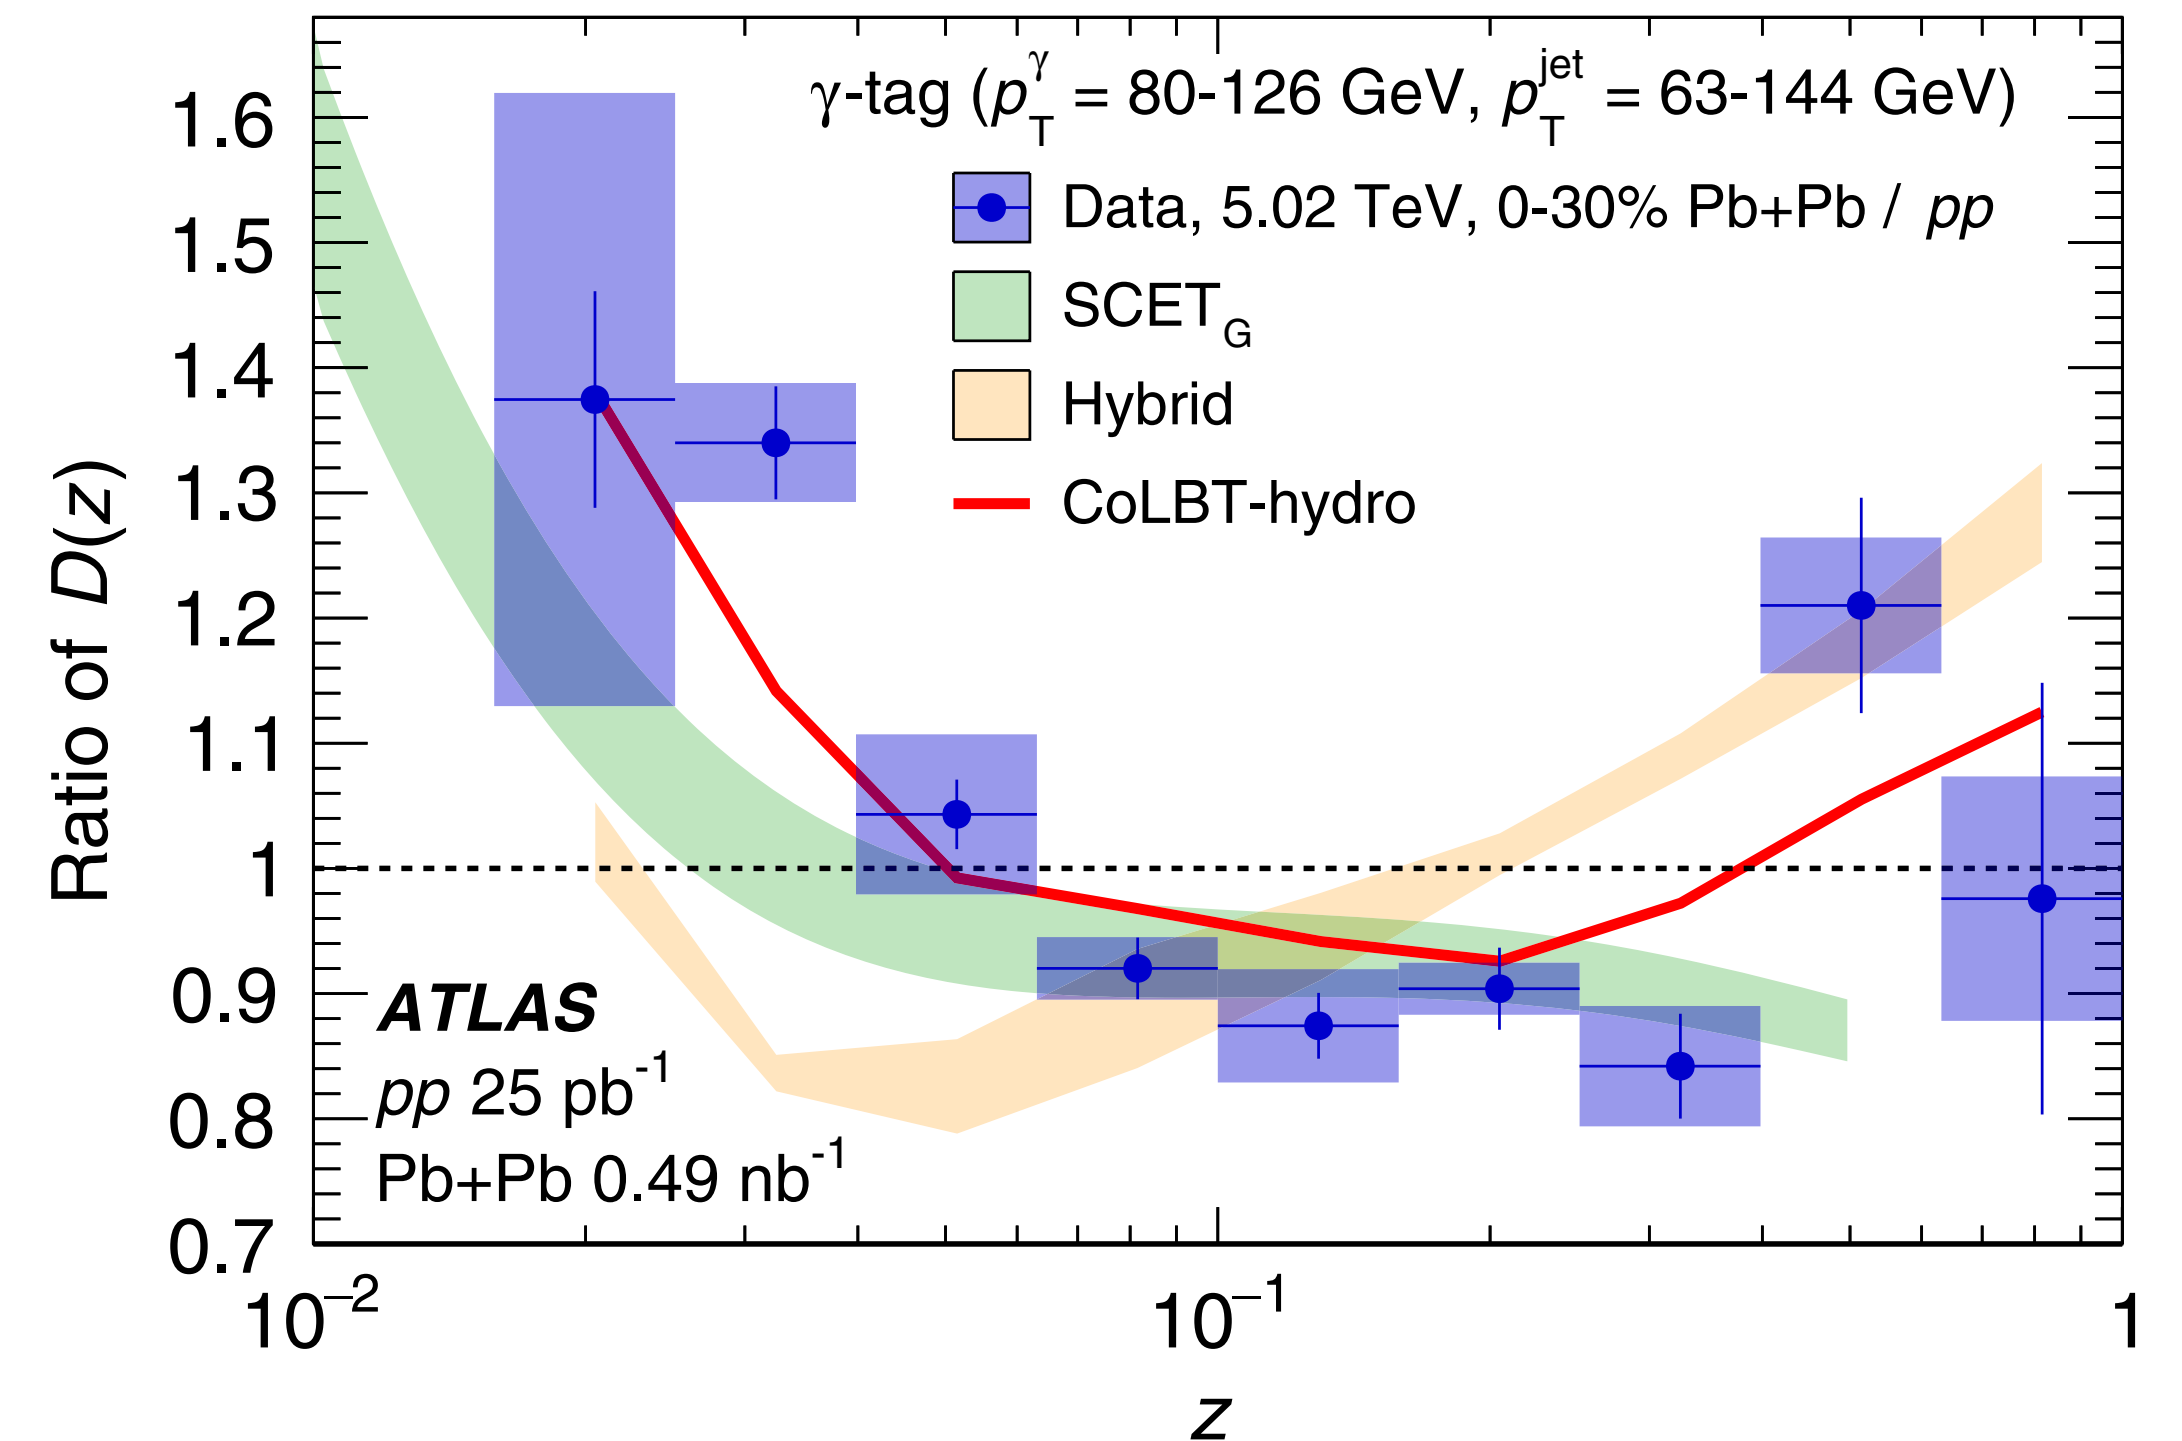 γ-tag (p_T^γ = 80-126 GeV, p_T^jet = 63-144 GeV)
Data, 5.02 TeV, 0-30% Pb+Pb / pp
SCET_G
Hybrid
CoLBT-hydro
Ratio of D(z)
1.6
1.5
1.4
1.3
1.2
1.1
1
0.9
0.8
0.7
ATLAS
pp 25 pb^-1
Pb+Pb 0.49 nb^-1
10^−2
10^−1
1
z